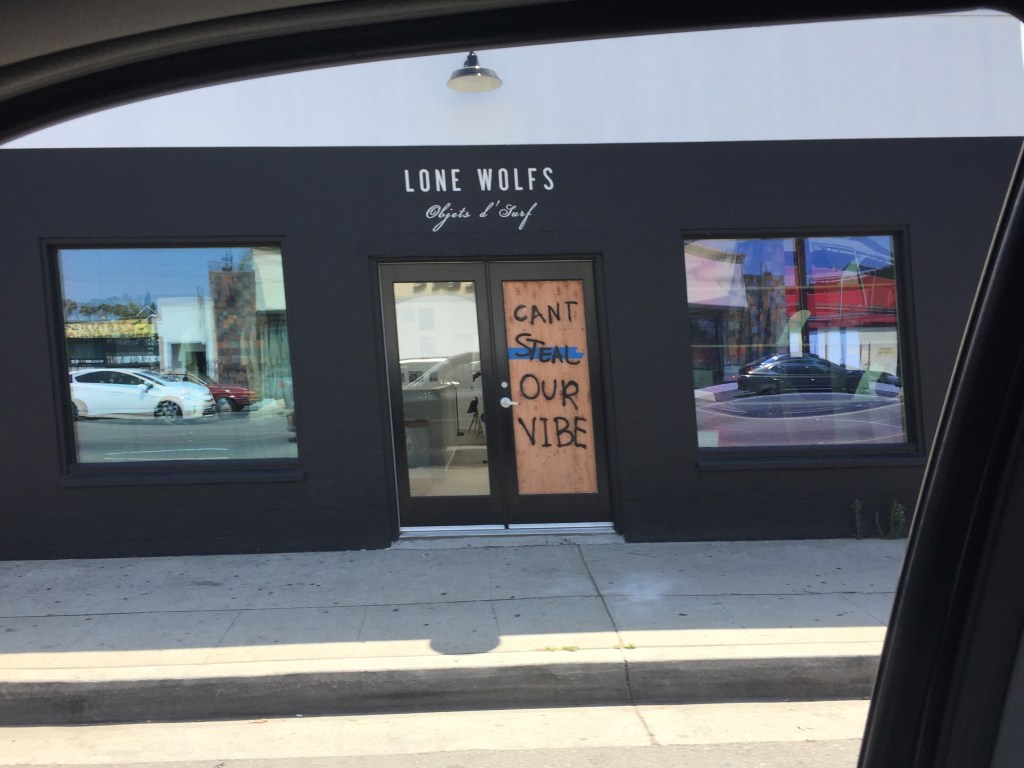 LONE WOLFS
Objets d'Surf
CANT
STEAL
OUR
VIBE